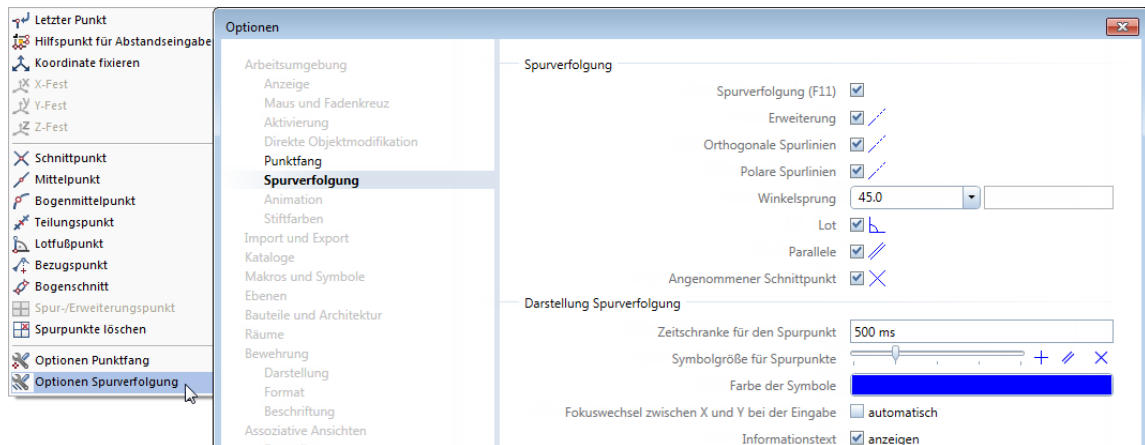 Letzter Punkt
Hilfspunkt für Abstandseingabe
Koordinate fixieren
X-Fest
Y-Fest
Z-Fest
Schnittpunkt
Mittelpunkt
Bogenmittelpunkt
Teilungspunkt
Lotfußpunkt
Bezugspunkt
Bogenschnitt
Spur-/Erweiterungspunkt
Spurpunkte löschen
Optionen Punktfang
Optionen Spurverfolgung
Optionen
Arbeitsumgebung
Anzeige
Maus und Fadenkreuz
Aktivierung
Direkte Objektmodifikation
Punktfang
Spurverfolgung
Animation
Stiftfarben
Import und Export
Kataloge
Makros und Symbole
Ebenen
Bauteile und Architektur
Räume
Bewehrung
Darstellung
Format
Beschriftung
Assoziative Ansichten
Spurverfolgung
Spurverfolgung (F11)
Erweiterung
Orthogonale Spurlinien
Polare Spurlinien
Winkelsprung 45.0
Lot
Parallele
Angenommener Schnittpunkt
Darstellung Spurverfolgung
Zeitschranke für den Spurpunkt 500 ms
Symbolgröße für Spurpunkte
Farbe der Symbole
Fokuswechsel zwischen X und Y bei der Eingabe automatisch
Informationstext anzeigen